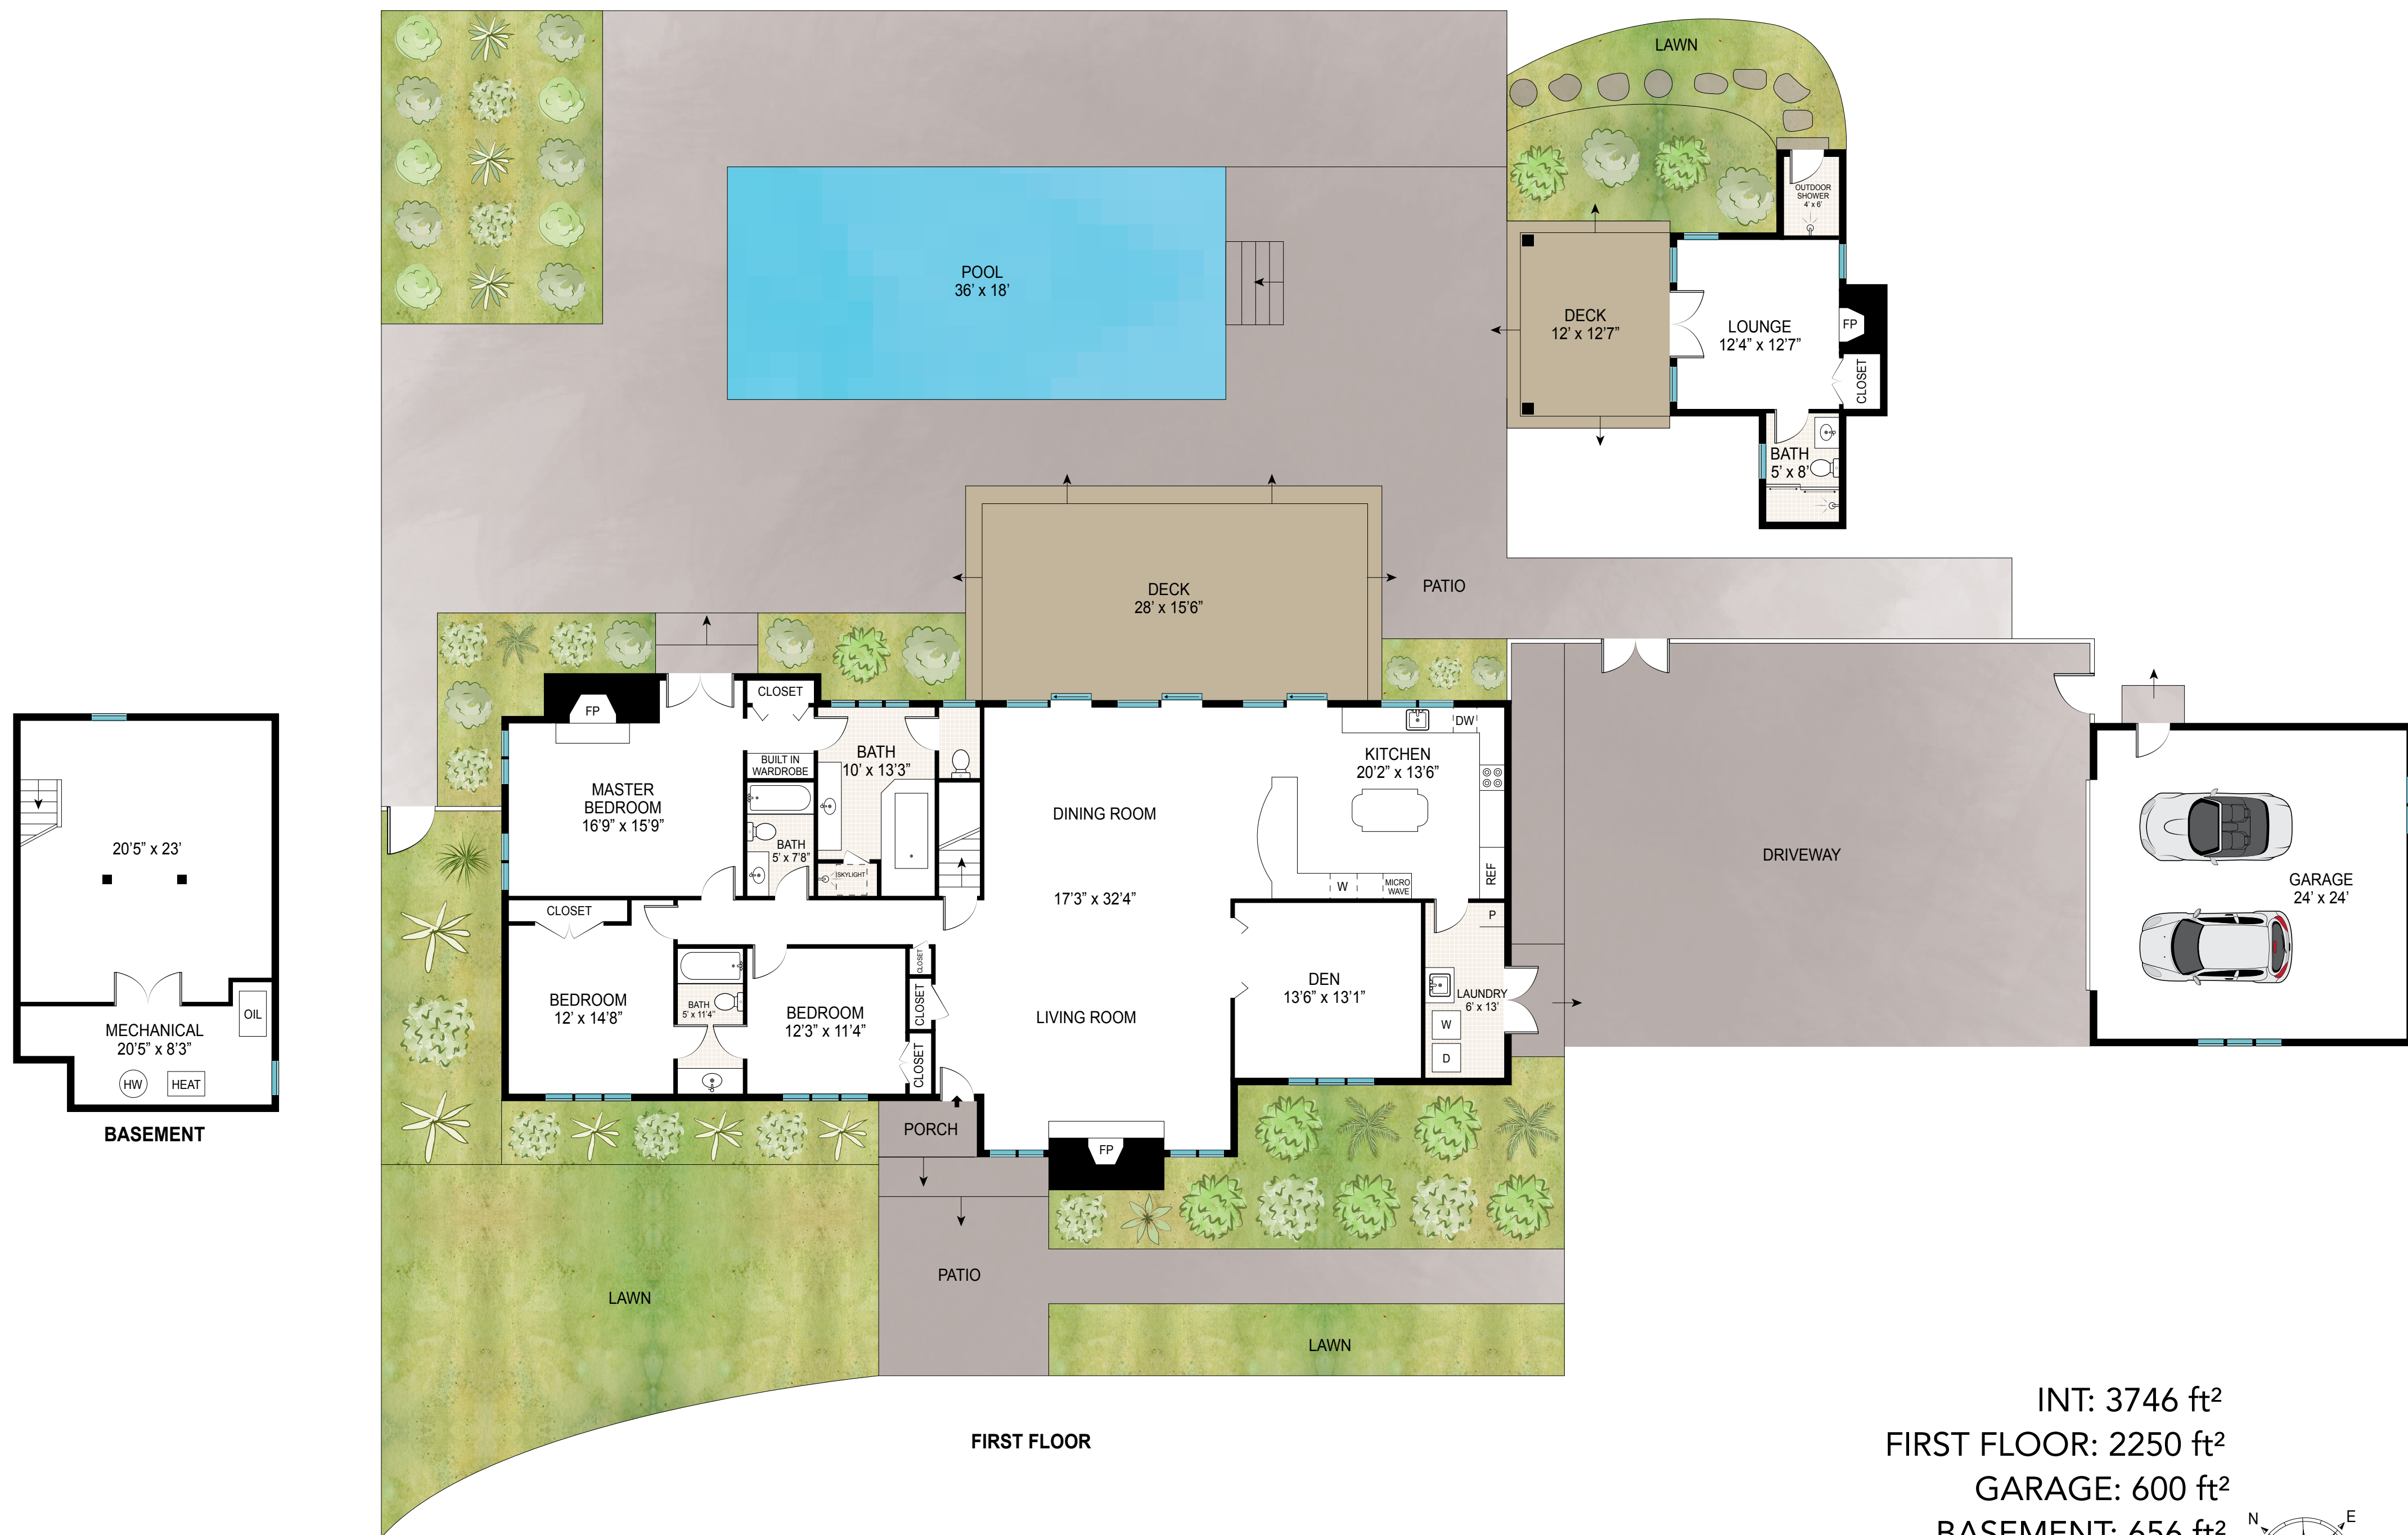 LAWN
OUTDOOR
SHOWER
4' x 6'
POOL
36' x 18'
DECK
12' x 12'7"
LOUNGE
12'4" x 12'7"
FP
CLOSET
BATH
5' x 8'
DECK
28' x 15'6"
PATIO
FP
CLOSET
BUILT IN
WARDROBE
BATH
10' x 13'3"
MASTER
BEDROOM
16'9" x 15'9"
BATH
5' x 7'8"
SKYLIGHT
DINING ROOM
17'3" x 32'4"
LIVING ROOM
KITCHEN
20'2" x 13'6"
DW
REF
W
MICRO
WAVE
P
DRIVEWAY
GARAGE
24' x 24'
CLOSET
BEDROOM
12' x 14'8"
BATH
5' x 11'4"
BEDROOM
12'3" x 11'4"
CLOSET
CLOSET
CLOSET
DEN
13'6" x 13'1"
LAUNDRY
6' x 13'
W
D
20'5" x 23'
OIL
MECHANICAL
20'5" x 8'3"
HW
HEAT
BASEMENT
PORCH
FP
PATIO
LAWN
LAWN
FIRST FLOOR
INT: 3746 ft²
FIRST FLOOR: 2250 ft²
GARAGE: 600 ft²
BASEMENT: 656 ft²
N
E